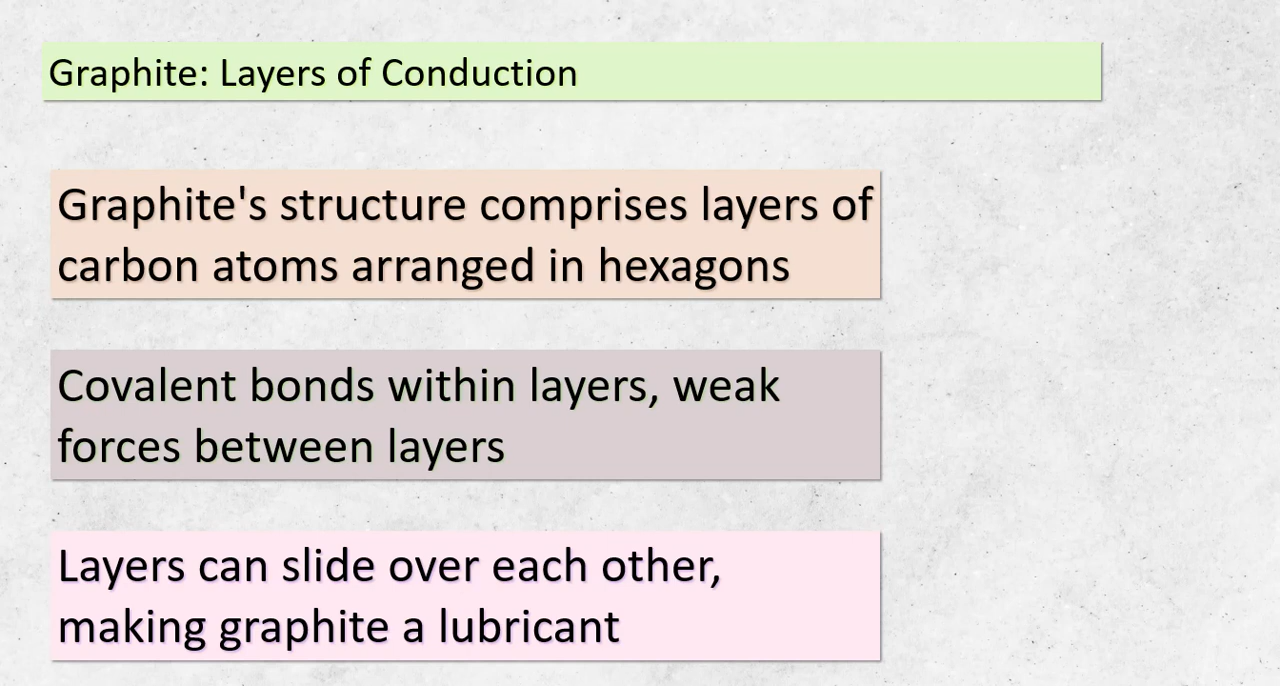 Graphite: Layers of Conduction
Graphite's structure comprises layers of
carbon atoms arranged in hexagons
Covalent bonds within layers, weak
forces between layers
Layers can slide over each other,
making graphite a lubricant